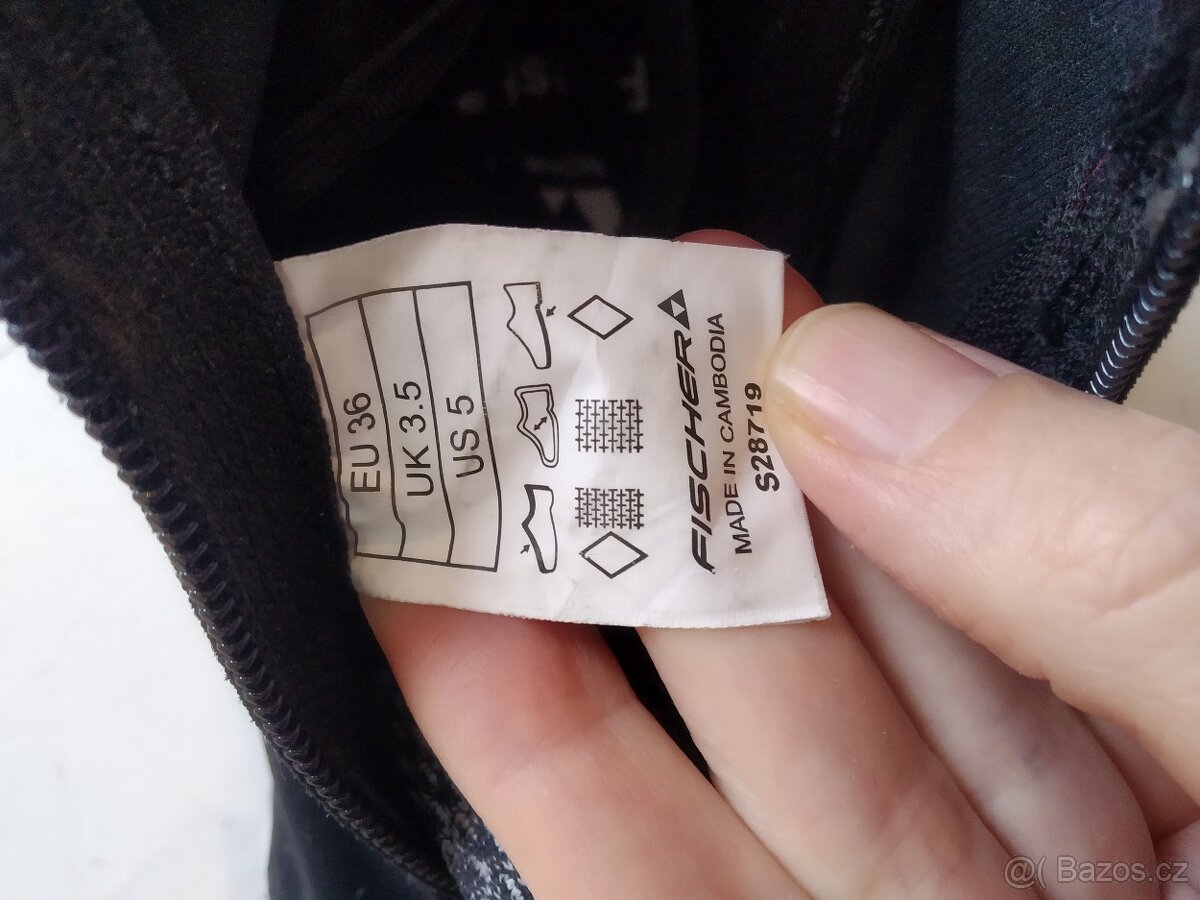 EU 36
UK 3.5
US 5
FISCHER
MADE IN CAMBODIA
S28719
@( Bazos.cz